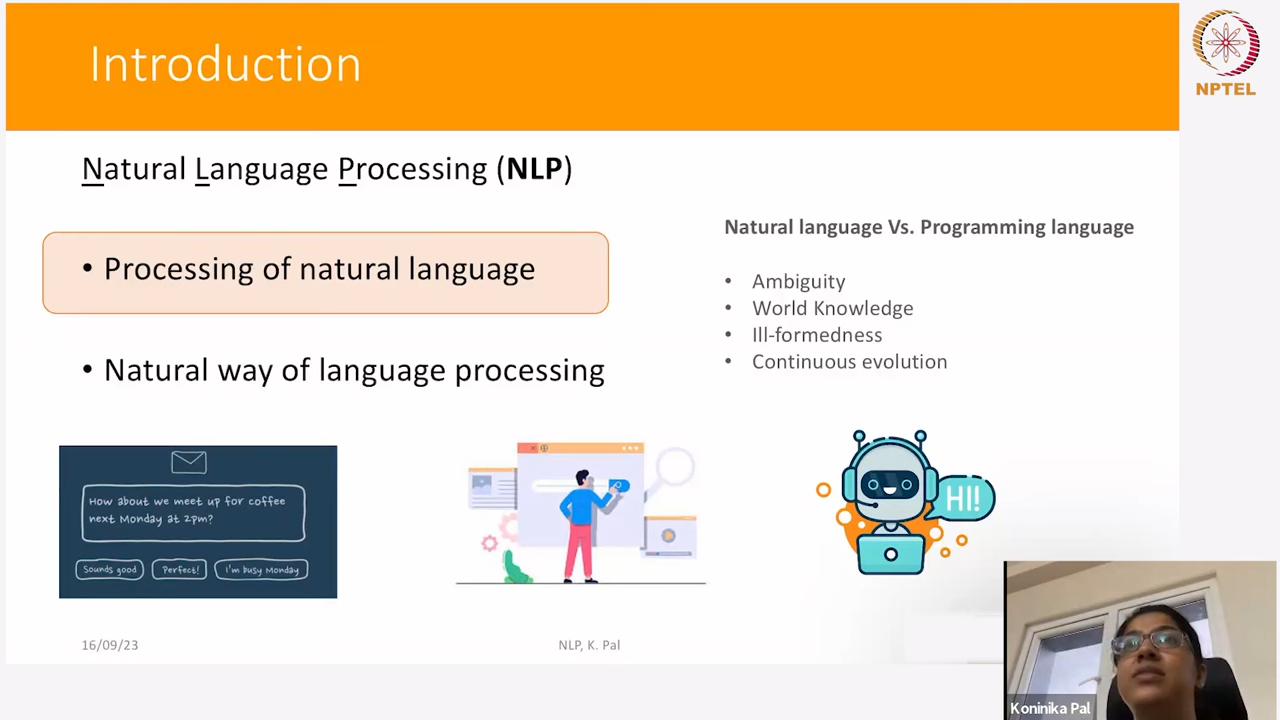 Introduction
NPTEL
Natural Language Processing (NLP)
• Processing of natural language
• Natural way of language processing
Natural language Vs. Programming language
• Ambiguity
• World Knowledge
• Ill-formedness
• Continuous evolution
How about we meet up for coffee
next Monday at 2pm?
Sounds good
Perfect!
I'm busy Monday
HI!
16/09/23
NLP, K. Pal
Koninika Pal